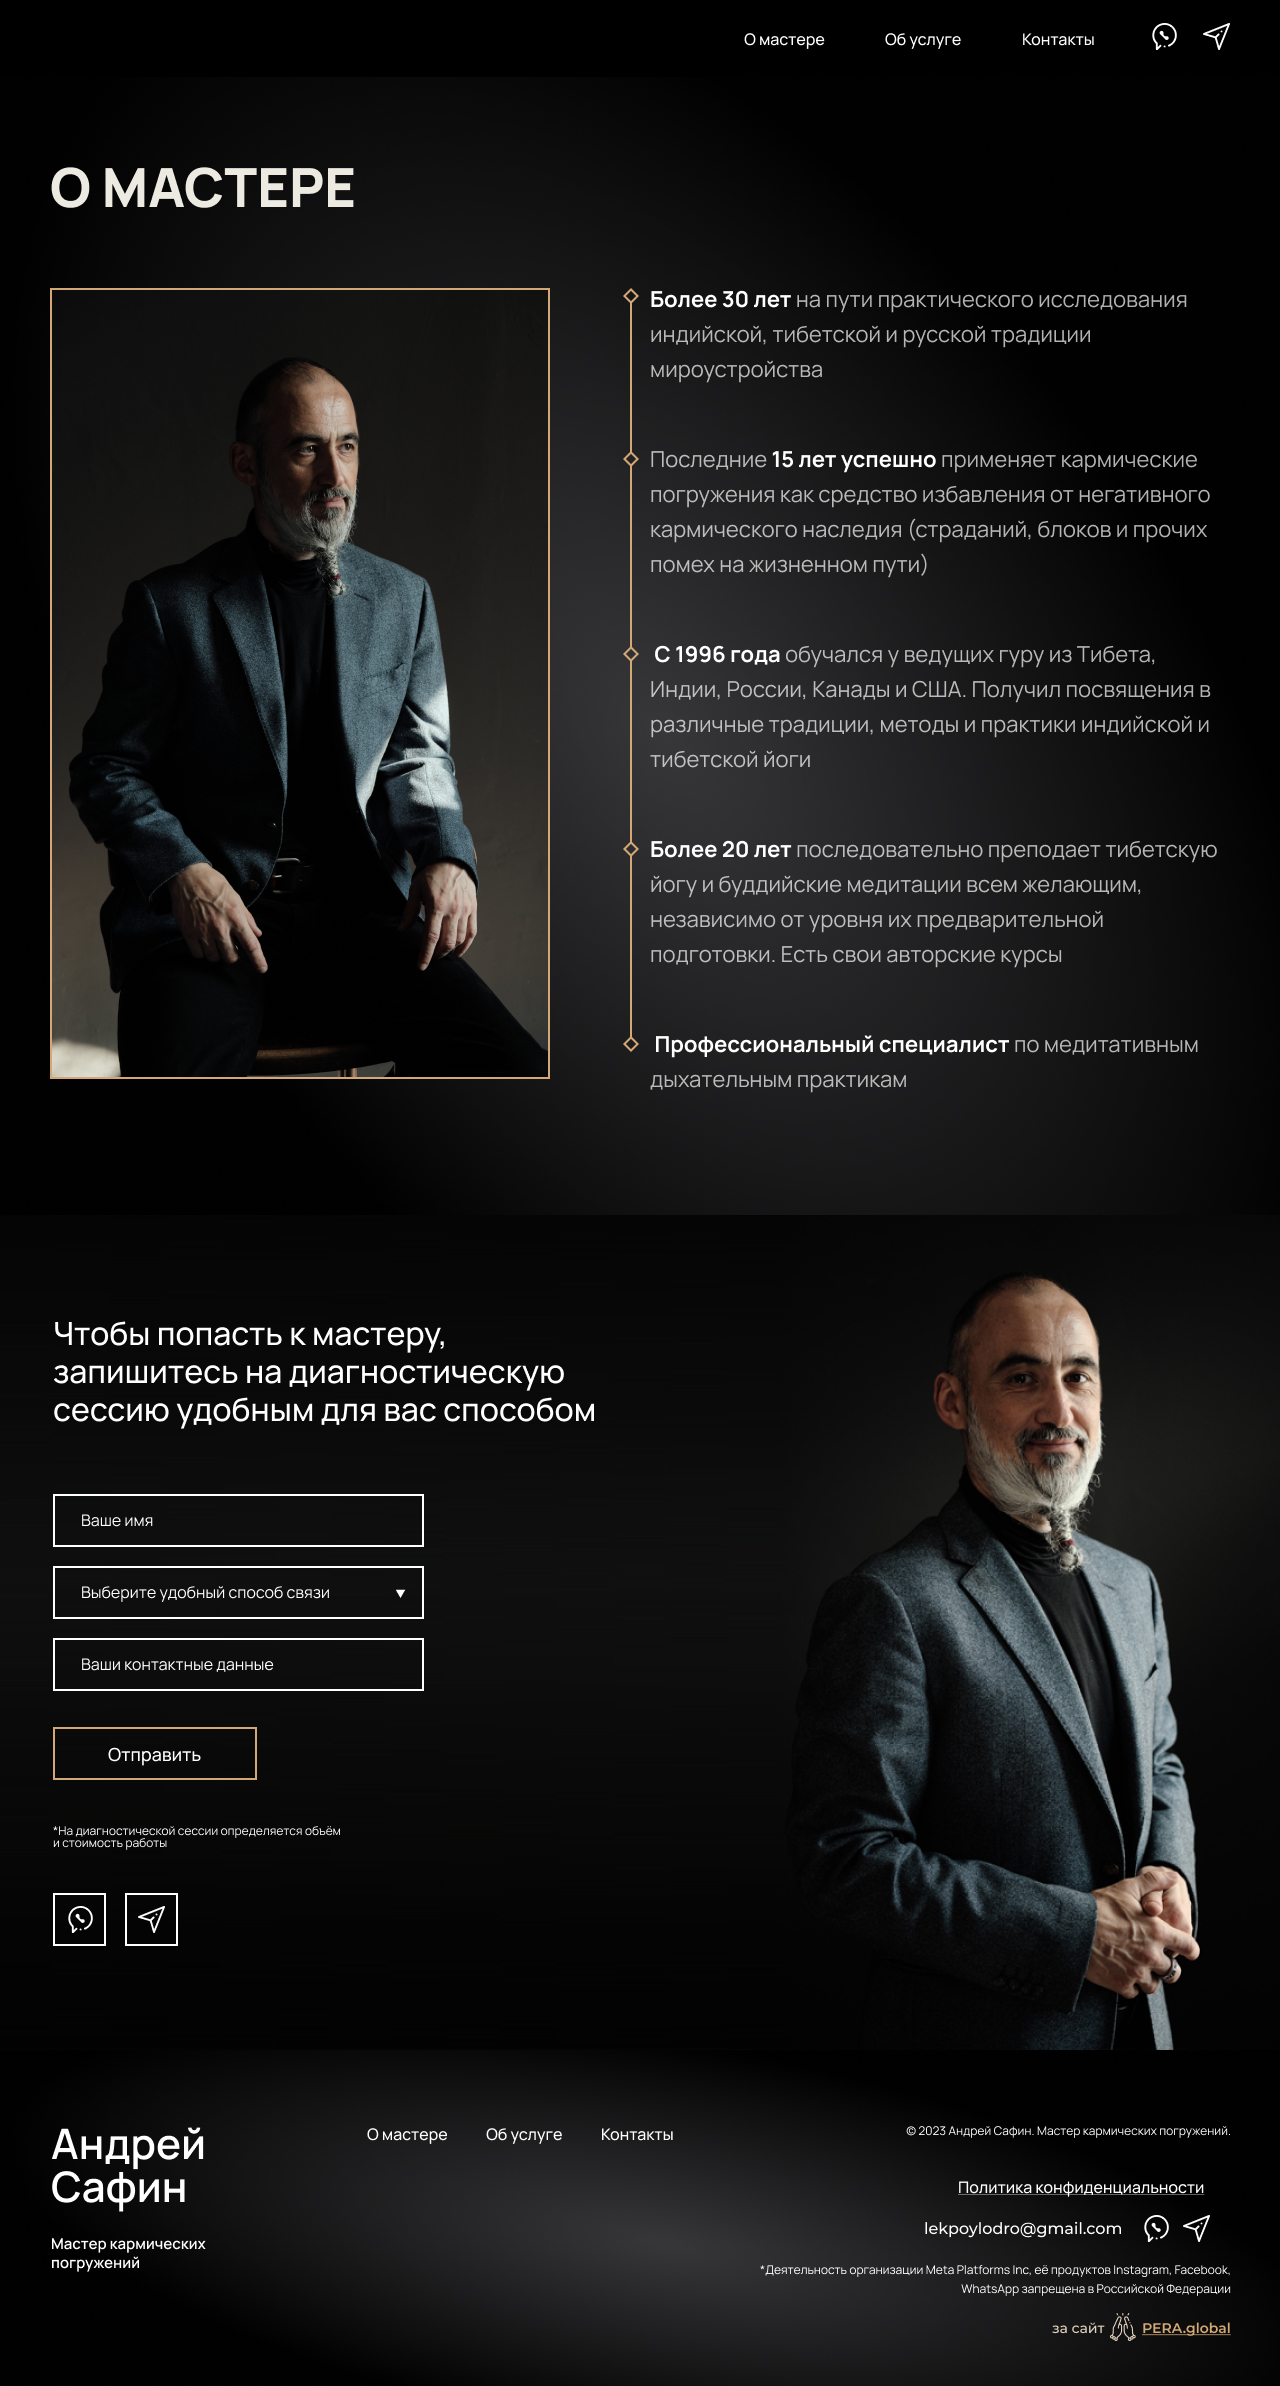 О мастере
Об услуге
Контакты
О МАСТЕРЕ
Более 30 лет на пути практического исследования
индийской, тибетской и русской традиции
мироустройства
Последние 15 лет успешно применяет кармические
погружения как средство избавления от негативного
кармического наследия (страданий, блоков и прочих
помех на жизненном пути)
С 1996 года обучался у ведущих гуру из Тибета,
Индии, России, Канады и США. Получил посвящения в
различные традиции, методы и практики индийской и
тибетской йоги
Более 20 лет последовательно преподает тибетскую
йогу и буддийские медитации всем желающим,
независимо от уровня их предварительной
подготовки. Есть свои авторские курсы
Профессиональный специалист по медитативным
дыхательным практикам
Чтобы попасть к мастеру,
запишитесь на диагностическую
сессию удобным для вас способом
Ваше имя
Выберите удобный способ связи
Ваши контактные данные
Отправить
*На диагностической сессии определяется объём
и стоимость работы
Андрей
Сафин
Мастер кармических
погружений
О мастере
Об услуге
Контакты
© 2023 Андрей Сафин. Мастер кармических погружений.
Политика конфиденциальности
lekpoylodro@gmail.com
*Деятельность организации Meta Platforms Inc, её продуктов Instagram, Facebook,
WhatsApp запрещена в Российской Федерации
за сайт PERA.global